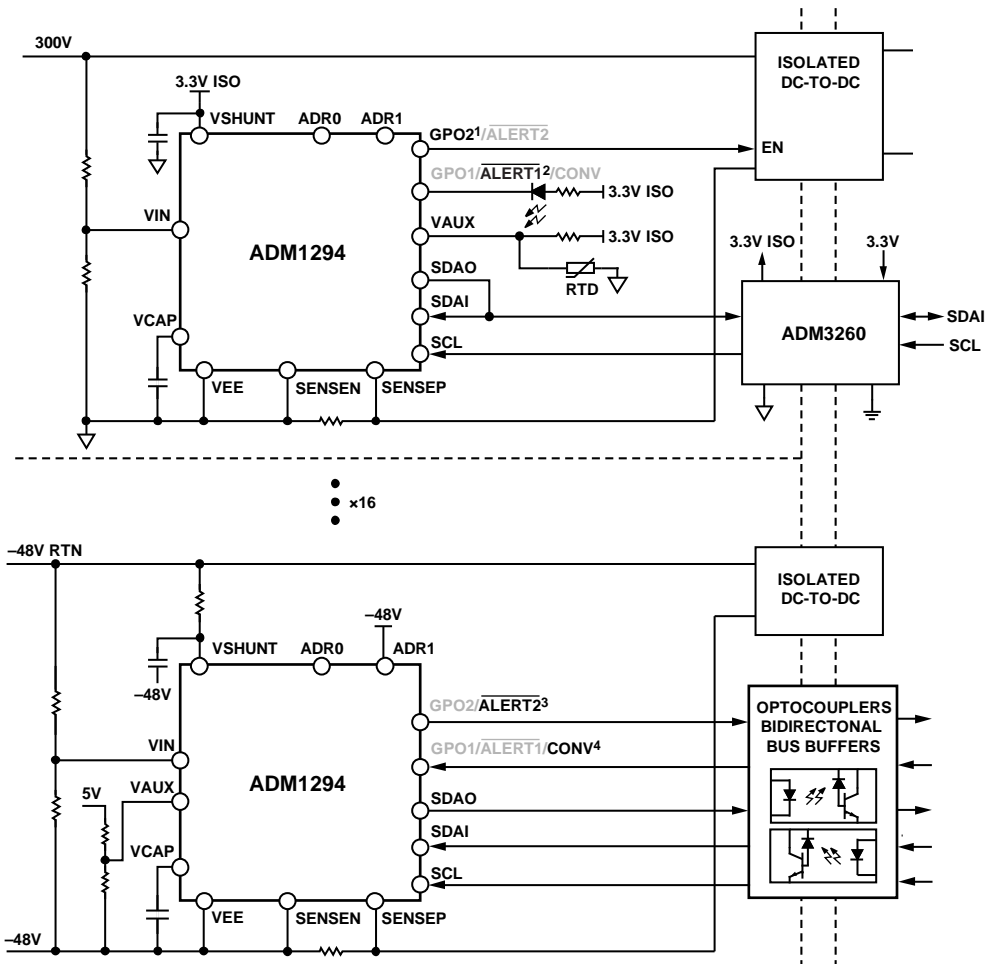 300V
ISOLATED
DC-TO-DC
3.3V ISO
VSHUNT
ADR0
ADR1
GPO2¹/ALERT2
EN
GPO1/ALERT1²/CONV
3.3V ISO
VIN
VAUX
3.3V ISO
3.3V ISO
3.3V
ADM1294
SDAO
RTD
SDAI
SDAI
VCAP
ADM3260
SCL
SCL
VEE
SENSEN
SENSEP
×16
–48V RTN
ISOLATED
DC-TO-DC
–48V
VSHUNT
ADR0
ADR1
–48V
GPO2/ALERT2³
OPTOCOUPLERS
BIDIRECTONAL
BUS BUFFERS
VIN
GPO1/ALERT1/CONV⁴
ADM1294
5V
VAUX
SDAO
SDAI
VCAP
SCL
VEE
SENSEN
SENSEP
–48V